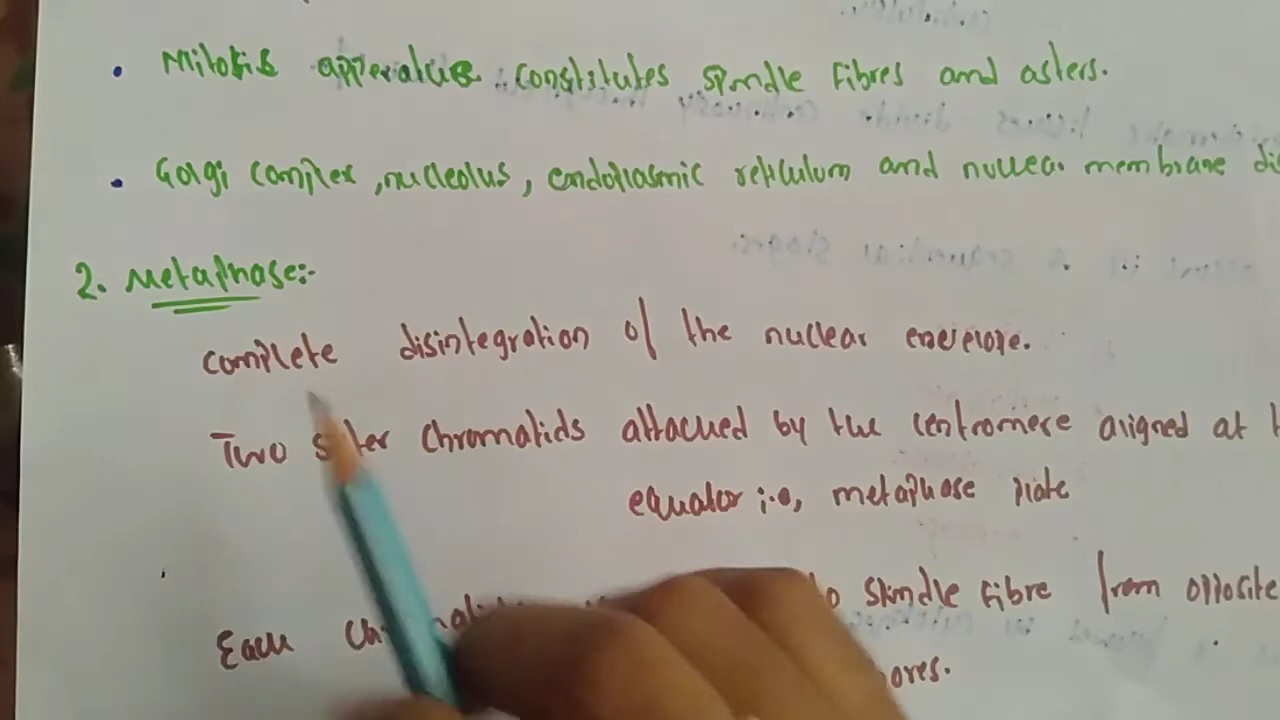 • Mitosis apperatus constitutes spindle fibres and asters.
• Golgi complex, nucleolus, endoplasmic reticulum and nuclear membrane
2. Metaphase:-
Complete disintegration of the nuclear envelope.
Two sister chromatids attached by the centromere aligned at
equator i.e, metaphase plate
Each spindle fibre from opposite